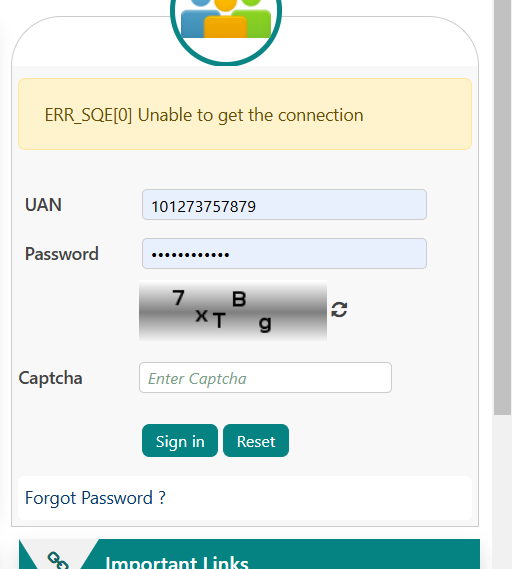 ERR_SQE[0] Unable to get the connection
UAN
101273757879
Password
••••••••••••
7 x T B g
Captcha
Enter Captcha
Sign in Reset
Forgot Password ?
Important Links